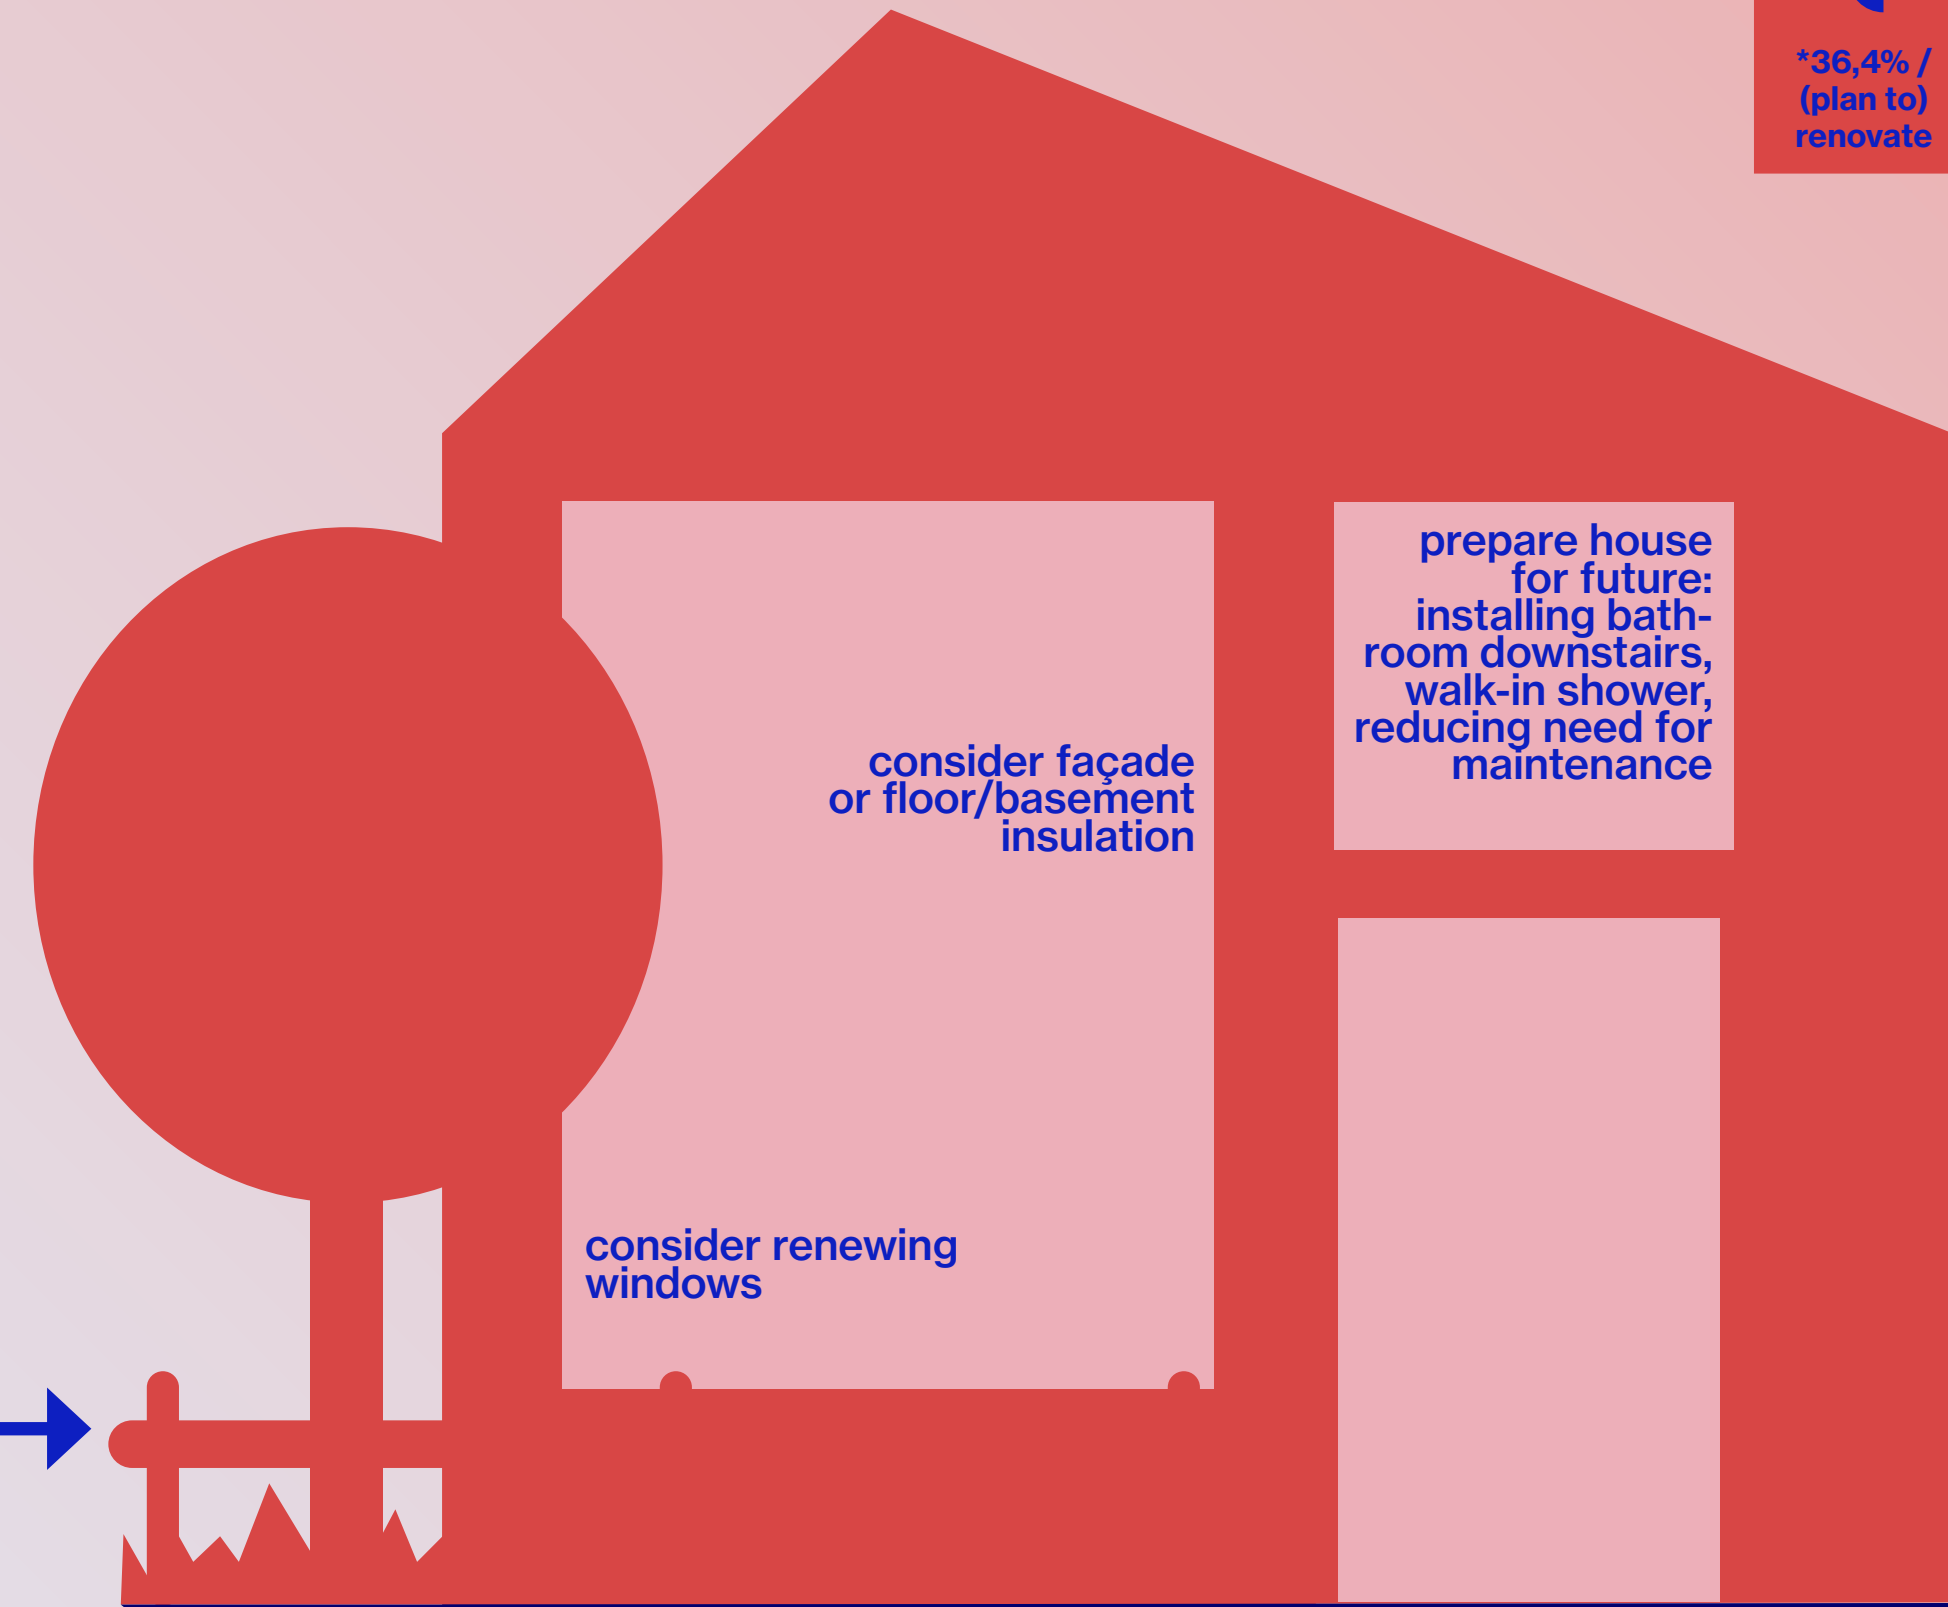 *36,4% /
(plan to)
renovate
prepare house
for future:
installing bath-
room downstairs,
walk-in shower,
reducing need for
maintenance
consider façade
or floor/basement
insulation
consider renewing
windows